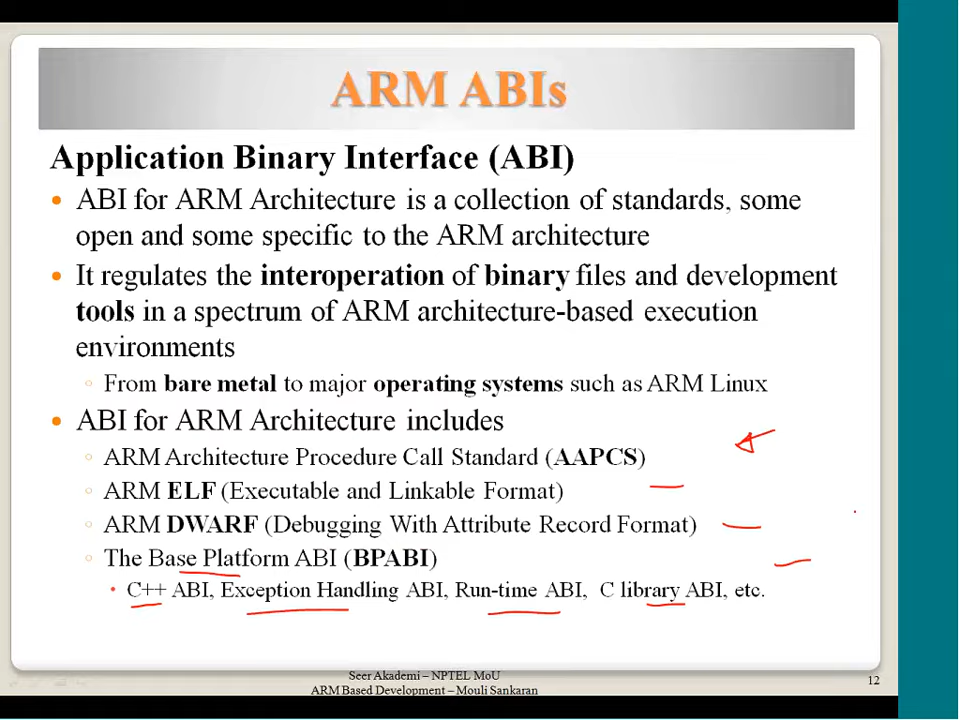 ARM ABIs
Application Binary Interface (ABI)
• ABI for ARM Architecture is a collection of standards, some
open and some specific to the ARM architecture
• It regulates the interoperation of binary files and development
tools in a spectrum of ARM architecture-based execution
environments
◦ From bare metal to major operating systems such as ARM Linux
• ABI for ARM Architecture includes
◦ ARM Architecture Procedure Call Standard (AAPCS)
◦ ARM ELF (Executable and Linkable Format)
◦ ARM DWARF (Debugging With Attribute Record Format)
◦ The Base Platform ABI (BPABI)
• C++ ABI, Exception Handling ABI, Run-time ABI, C library ABI, etc.
Seer Akademi – NPTEL MoU
ARM Based Development – Mouli Sankaran
12